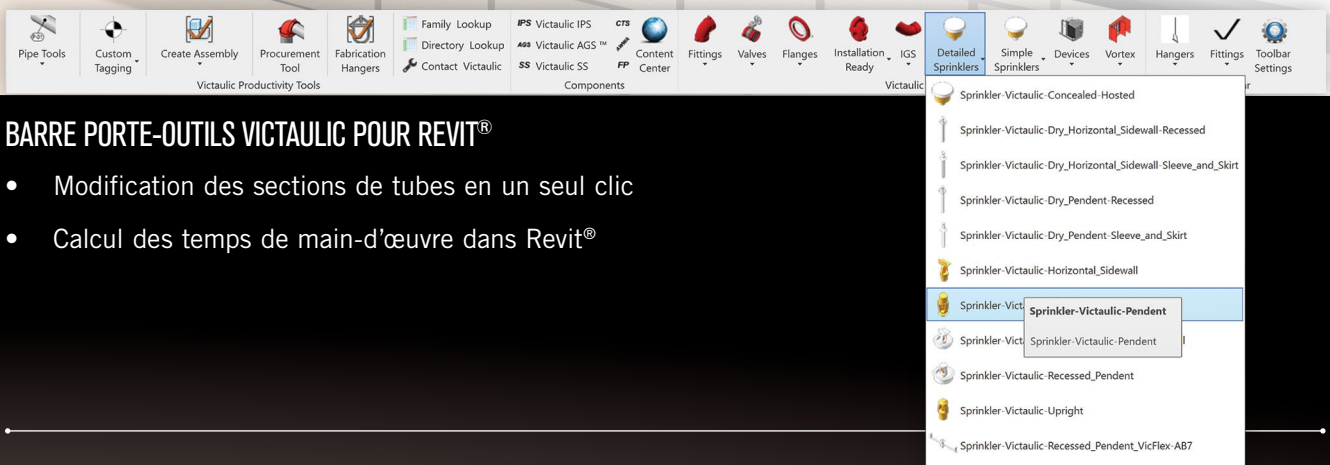 Pipe Tools
Custom
Tagging
Create Assembly
Procurement
Tool
Fabrication
Hangers
Family Lookup
Directory Lookup
Contact Victaulic
Victaulic Productivity Tools
IPS Victaulic IPS
AGS Victaulic AGS ™
SS Victaulic SS
CTS
FP
Content
Center
Components
Fittings
Valves
Flanges
Installation
Ready
IGS
Detailed
Sprinklers
Simple
Sprinklers
Devices
Vortex
Hangers
Fittings
Toolbar
Settings
Victaulic
Sprinkler-Victaulic-Concealed-Hosted
Sprinkler-Victaulic-Dry_Horizontal_Sidewall-Recessed
Sprinkler-Victaulic-Dry_Horizontal_Sidewall-Sleeve_and_Skirt
Sprinkler-Victaulic-Dry_Pendent-Recessed
Sprinkler-Victaulic-Dry_Pendent-Sleeve_and_Skirt
Sprinkler-Victaulic-Horizontal_Sidewall
Sprinkler-Vict
Sprinkler-Victaulic-Pendent
Sprinkler-Victaulic-Pendent
Sprinkler-Vict
Sprinkler-Victaulic-Recessed_Pendent
Sprinkler-Victaulic-Upright
Sprinkler-Victaulic-Recessed_Pendent_VicFlex-AB7
BARRE PORTE-OUTILS VICTAULIC POUR REVIT®
• Modification des sections de tubes en un seul clic
• Calcul des temps de main-d’œuvre dans Revit®